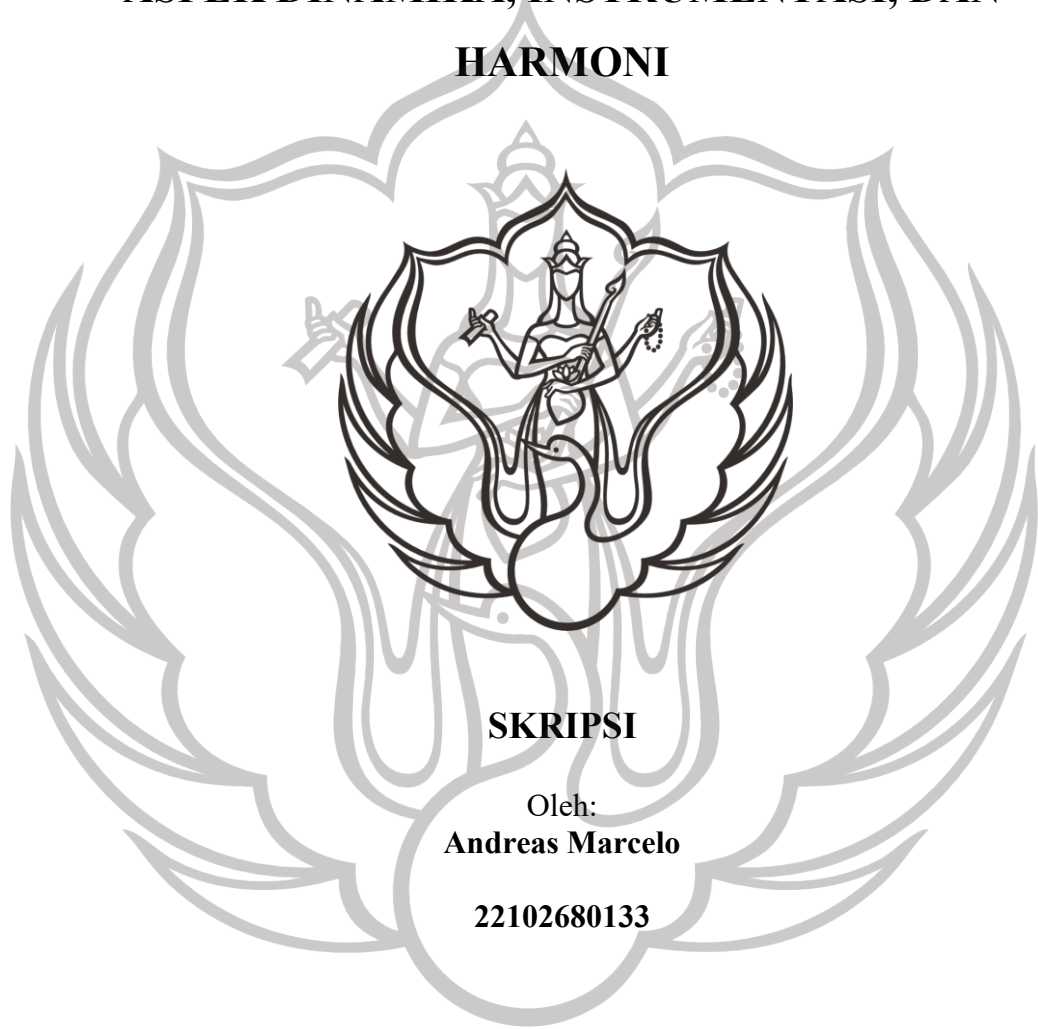 ASPEK DINAMIKA, INSTRUMENTASI, DAN
HARMONI
SKRIPSI
Oleh:
Andreas Marcelo
22102680133